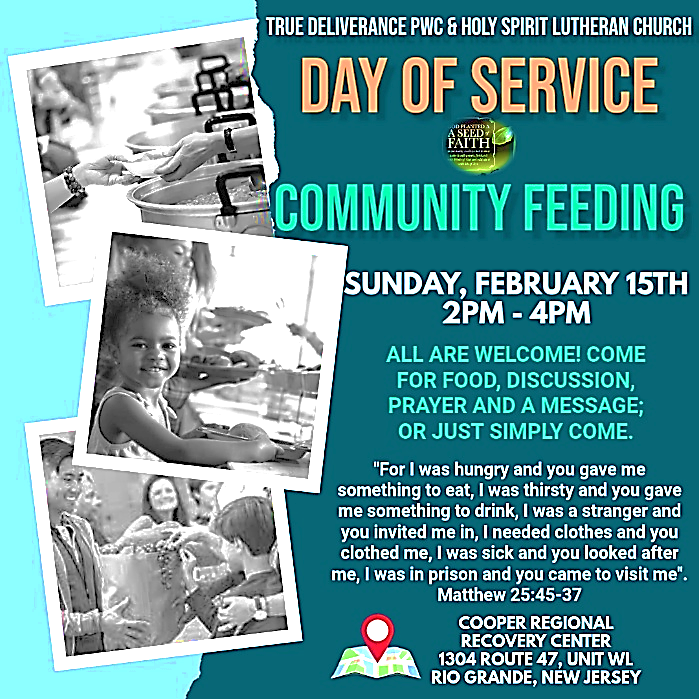 TRUE DELIVERANCE PWC & HOLY SPIRIT LUTHERAN CHURCH
DAY OF SERVICE
A SEED
FAITH
COMMUNITY FEEDING
SUNDAY, FEBRUARY 15TH
2PM - 4PM
ALL ARE WELCOME! COME
FOR FOOD, DISCUSSION,
PRAYER AND A MESSAGE;
OR JUST SIMPLY COME.
"For I was hungry and you gave me
something to eat, I was thirsty and you gave
me something to drink, I was a stranger and
you invited me in, I needed clothes and you
clothed me, I was sick and you looked after
me, I was in prison and you came to visit me".
Matthew 25:45-37
COOPER REGIONAL
RECOVERY CENTER
1304 ROUTE 47, UNIT WL
RIO GRANDE, NEW JERSEY